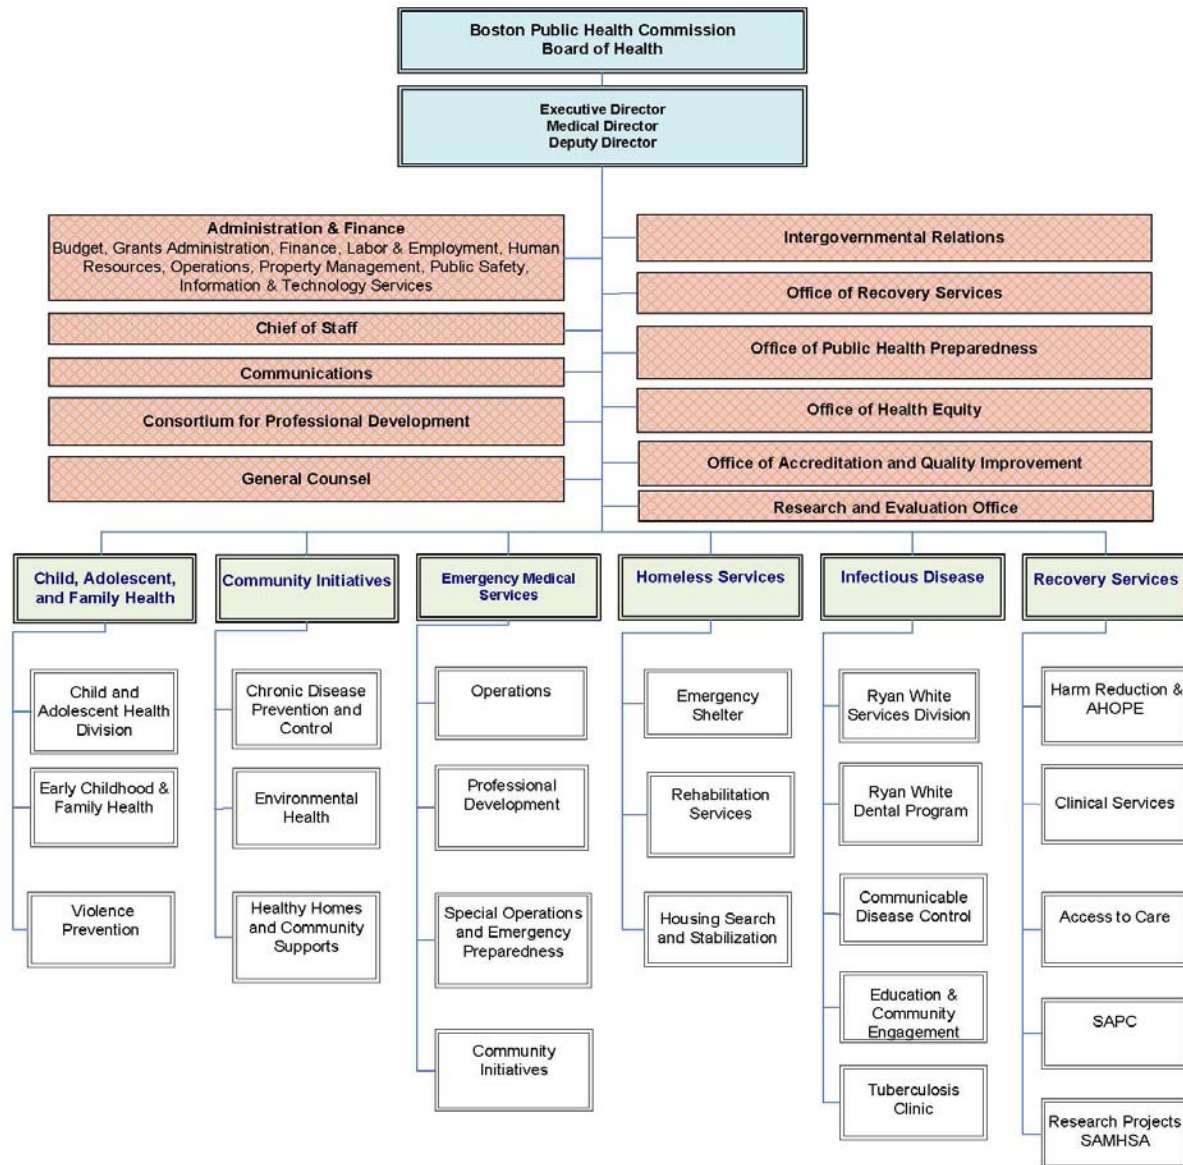 Boston Public Health Commission
Board of Health
Executive Director
Medical Director
Deputy Director
Administration & Finance
Budget, Grants Administration, Finance, Labor & Employment, Human
Resources, Operations, Property Management, Public Safety,
Information & Technology Services
Chief of Staff
Communications
Consortium for Professional Development
General Counsel
Intergovernmental Relations
Office of Recovery Services
Office of Public Health Preparedness
Office of Health Equity
Office of Accreditation and Quality Improvement
Research and Evaluation Office
Child, Adolescent,
and Family Health
Child and
Adolescent Health
Division
Early Childhood &
Family Health
Violence
Prevention
Community Initiatives
Chronic Disease
Prevention and
Control
Environmental
Health
Healthy Homes
and Community
Supports
Emergency Medical
Services
Operations
Professional
Development
Special Operations
and Emergency
Preparedness
Community
Initiatives
Homeless Services
Emergency
Shelter
Rehabilitation
Services
Housing Search
and Stabilization
Infectious Disease
Ryan White
Services Division
Ryan White
Dental Program
Communicable
Disease Control
Education &
Community
Engagement
Tuberculosis
Clinic
Recovery Services
Harm Reduction &
AHOPE
Clinical Services
Access to Care
SAPC
Research Projects
SAMHSA